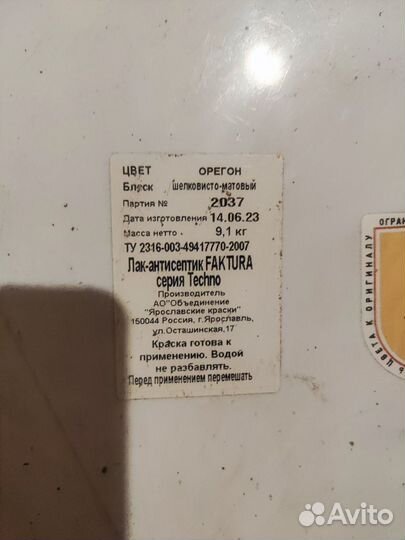 ЦВЕТ ОРЕГОН
Блеск шелковисто-матовый
Партия № 2037
Дата изготовления 14.06.23
Масса нетто 9,1 кг
ТУ 2316-003-49417770-2007
Лак-антисептик FAKTURA
серия Techno
Производитель
АО"Объединение
"Ярославские краски"
150044 Россия, г.Ярославль,
ул.Осташинская,17
Краска готова к
применению. Водой
не разбавлять.
Перед применением перемешать
ОГРАН
Ь ЦВЕТА К ОРИГИНАЛУ
Avito